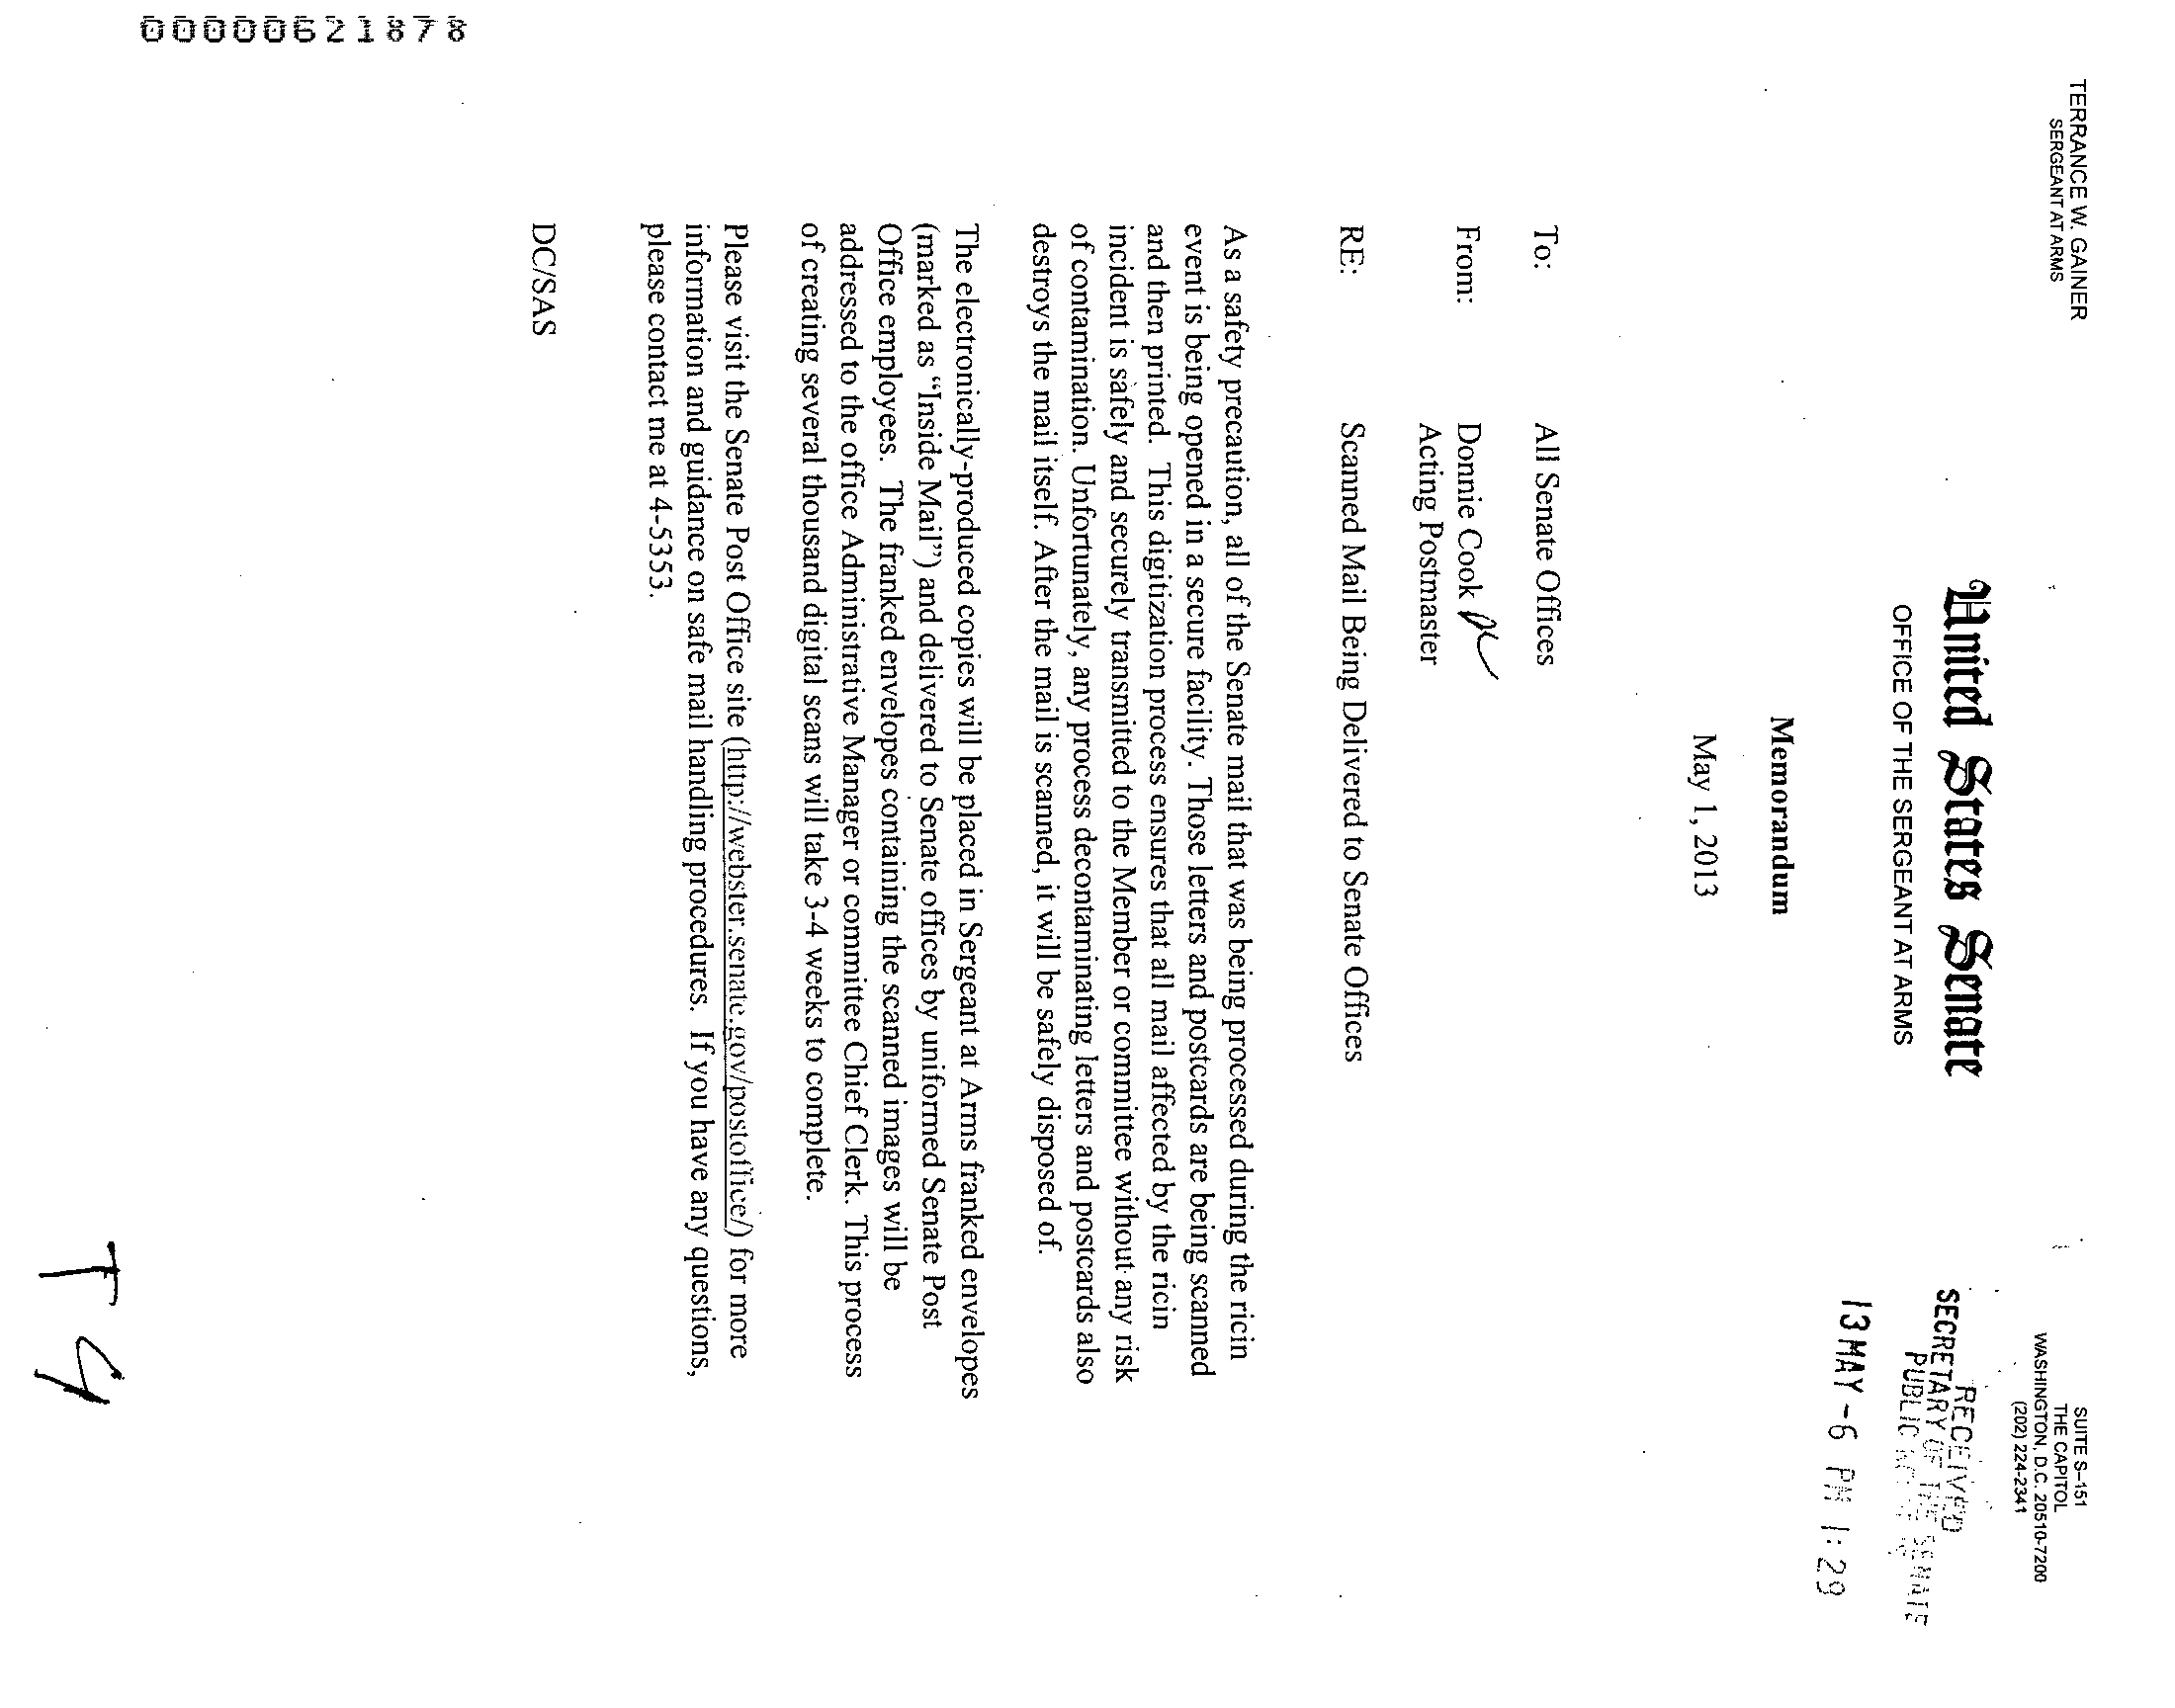 TERRANCE W. GAINER
SERGEANT AT ARMS
SUITE S–151
THE CAPITOL
WASHINGTON, D.C. 20510-7200
(202) 224-2341
United States Senate
OFFICE OF THE SERGEANT AT ARMS
RECEIVED
SECRETARY OF THE SENATE
PUBLIC
13 MAY -6 PM 1:29
Memorandum
May 1, 2013
To: All Senate Offices
From: Donnie Cook
Acting Postmaster
RE: Scanned Mail Being Delivered to Senate Offices
As a safety precaution, all of the Senate mail that was being processed during the ricin
event is being opened in a secure facility. Those letters and postcards are being scanned
and then printed. This digitization process ensures that all mail affected by the ricin
incident is safely and securely transmitted to the Member or committee without any risk
of contamination. Unfortunately, any process decontaminating letters and postcards also
destroys the mail itself. After the mail is scanned, it will be safely disposed of.
The electronically-produced copies will be placed in Sergeant at Arms franked envelopes
(marked as “Inside Mail”) and delivered to Senate offices by uniformed Senate Post
Office employees. The franked envelopes containing the scanned images will be
addressed to the office Administrative Manager or committee Chief Clerk. This process
of creating several thousand digital scans will take 3-4 weeks to complete.
Please visit the Senate Post Office site (http://webster.senate.gov/postoffice/) for more
information and guidance on safe mail handling procedures. If you have any questions,
please contact me at 4-5353.
DC/SAS
T 4
00000621878